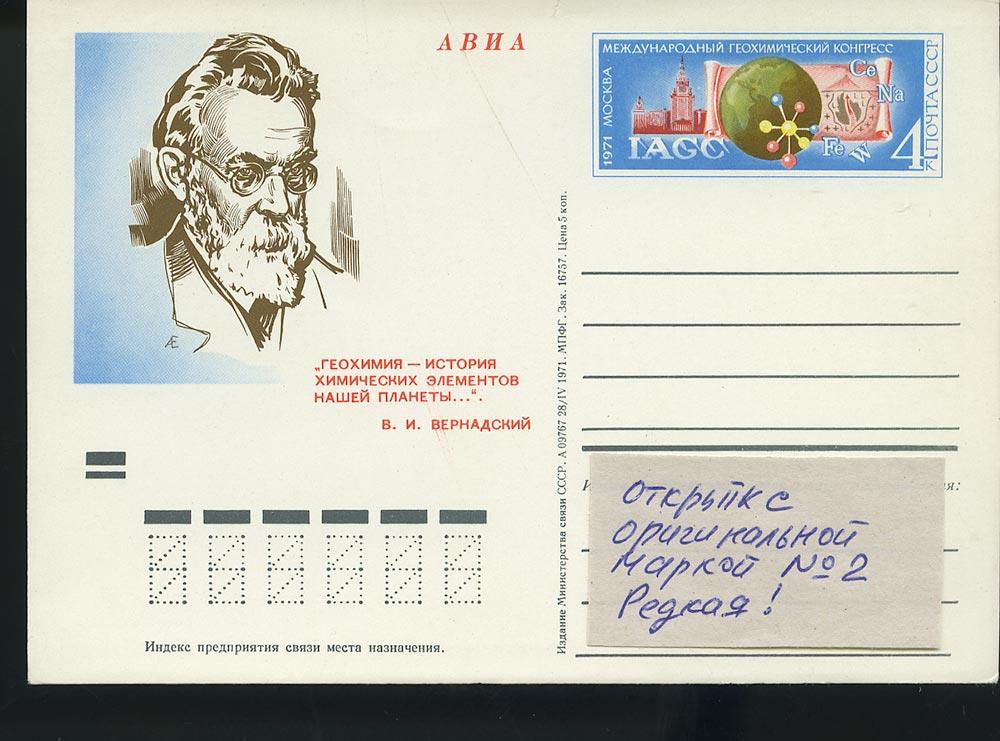 АВИА
МЕЖДУНАРОДНЫЙ ГЕОХИМИЧЕСКИЙ КОНГРЕСС
1971 МОСКВА
IAGC
Ce
Na
Fe
W
4 К
ПОЧТА СССР
Æ
„ГЕОХИМИЯ — ИСТОРИЯ
ХИМИЧЕСКИХ ЭЛЕМЕНТОВ
НАШЕЙ ПЛАНЕТЫ...“.
В. И. ВЕРНАДСКИЙ
Издание Министерства связи СССР. А 09767 28/IV 1971. МПФГ. Зак. 16757. Цена 5 коп.
Открытк с
оригинальной
маркой № 2
Редкая !
Индекс предприятия связи места назначения.